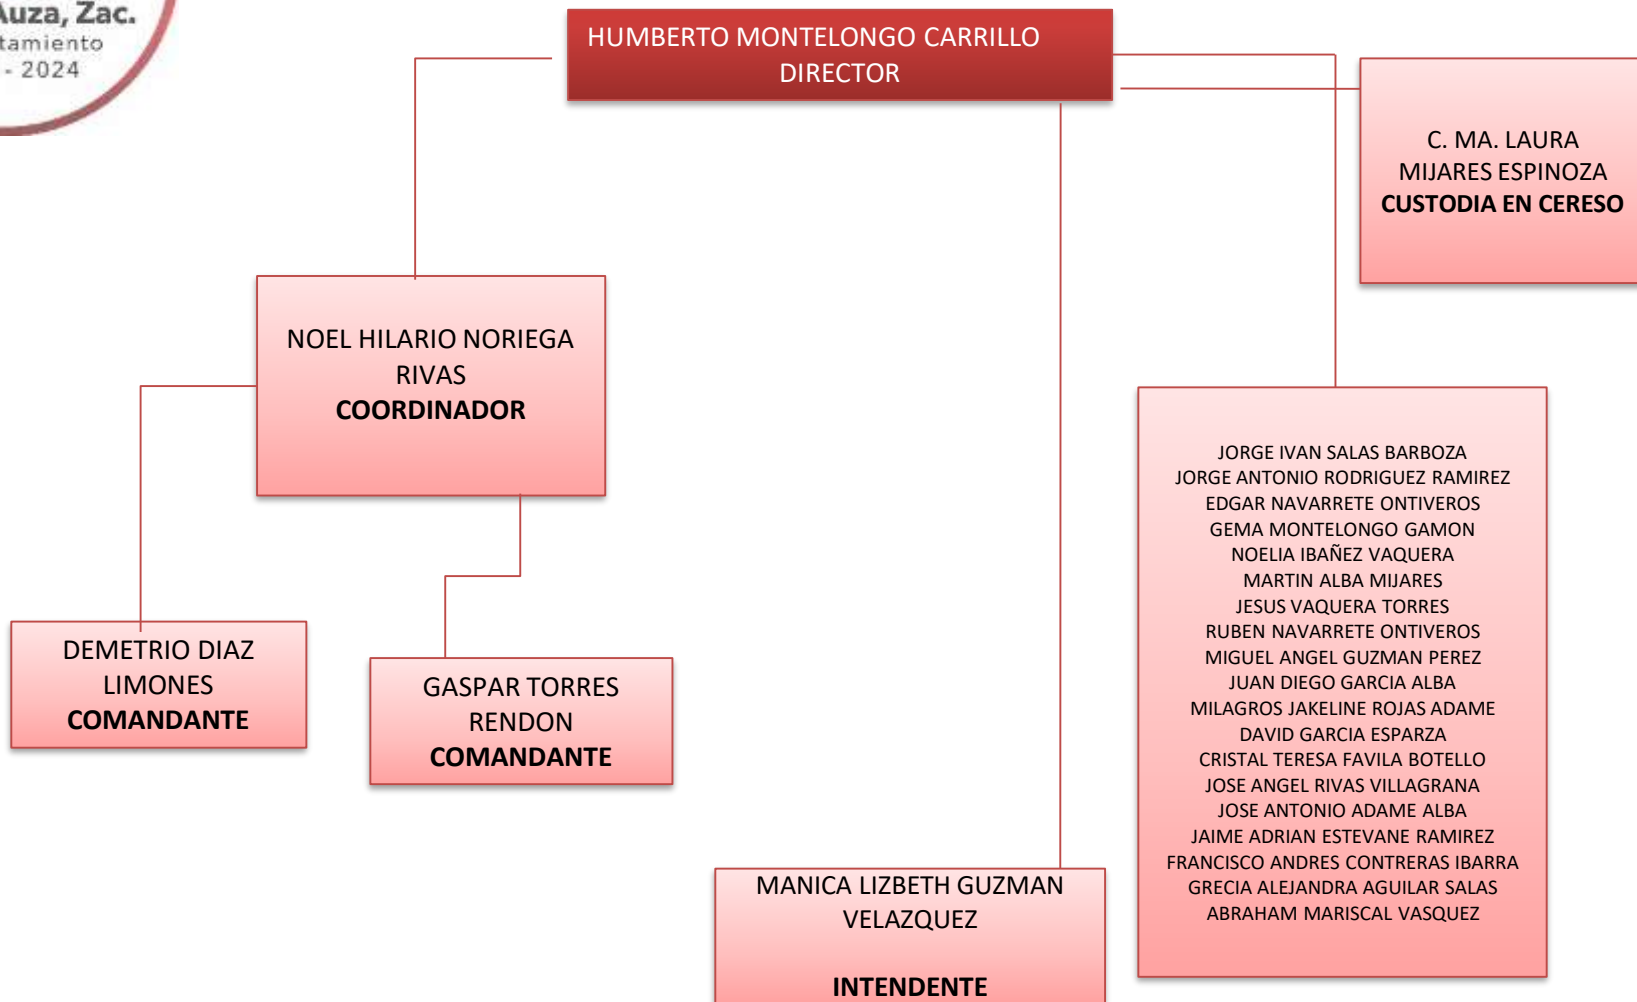 Auza, Zac.
tamiento
- 2024
HUMBERTO MONTELONGO CARRILLO
DIRECTOR
C. MA. LAURA
MIJARES ESPINOZA
CUSTODIA EN CERESO
NOEL HILARIO NORIEGA
RIVAS
COORDINADOR
DEMETRIO DIAZ
LIMONES
COMANDANTE
GASPAR TORRES
RENDON
COMANDANTE
MANICA LIZBETH GUZMAN
VELAZQUEZ
INTENDENTE
JORGE IVAN SALAS BARBOZA
JORGE ANTONIO RODRIGUEZ RAMIREZ
EDGAR NAVARRETE ONTIVEROS
GEMA MONTELONGO GAMON
NOELIA IBAÑEZ VAQUERA
MARTIN ALBA MIJARES
JESUS VAQUERA TORRES
RUBEN NAVARRETE ONTIVEROS
MIGUEL ANGEL GUZMAN PEREZ
JUAN DIEGO GARCIA ALBA
MILAGROS JAKELINE ROJAS ADAME
DAVID GARCIA ESPARZA
CRISTAL TERESA FAVILA BOTELLO
JOSE ANGEL RIVAS VILLAGRANA
JOSE ANTONIO ADAME ALBA
JAIME ADRIAN ESTEVANE RAMIREZ
FRANCISCO ANDRES CONTRERAS IBARRA
GRECIA ALEJANDRA AGUILAR SALAS
ABRAHAM MARISCAL VASQUEZ